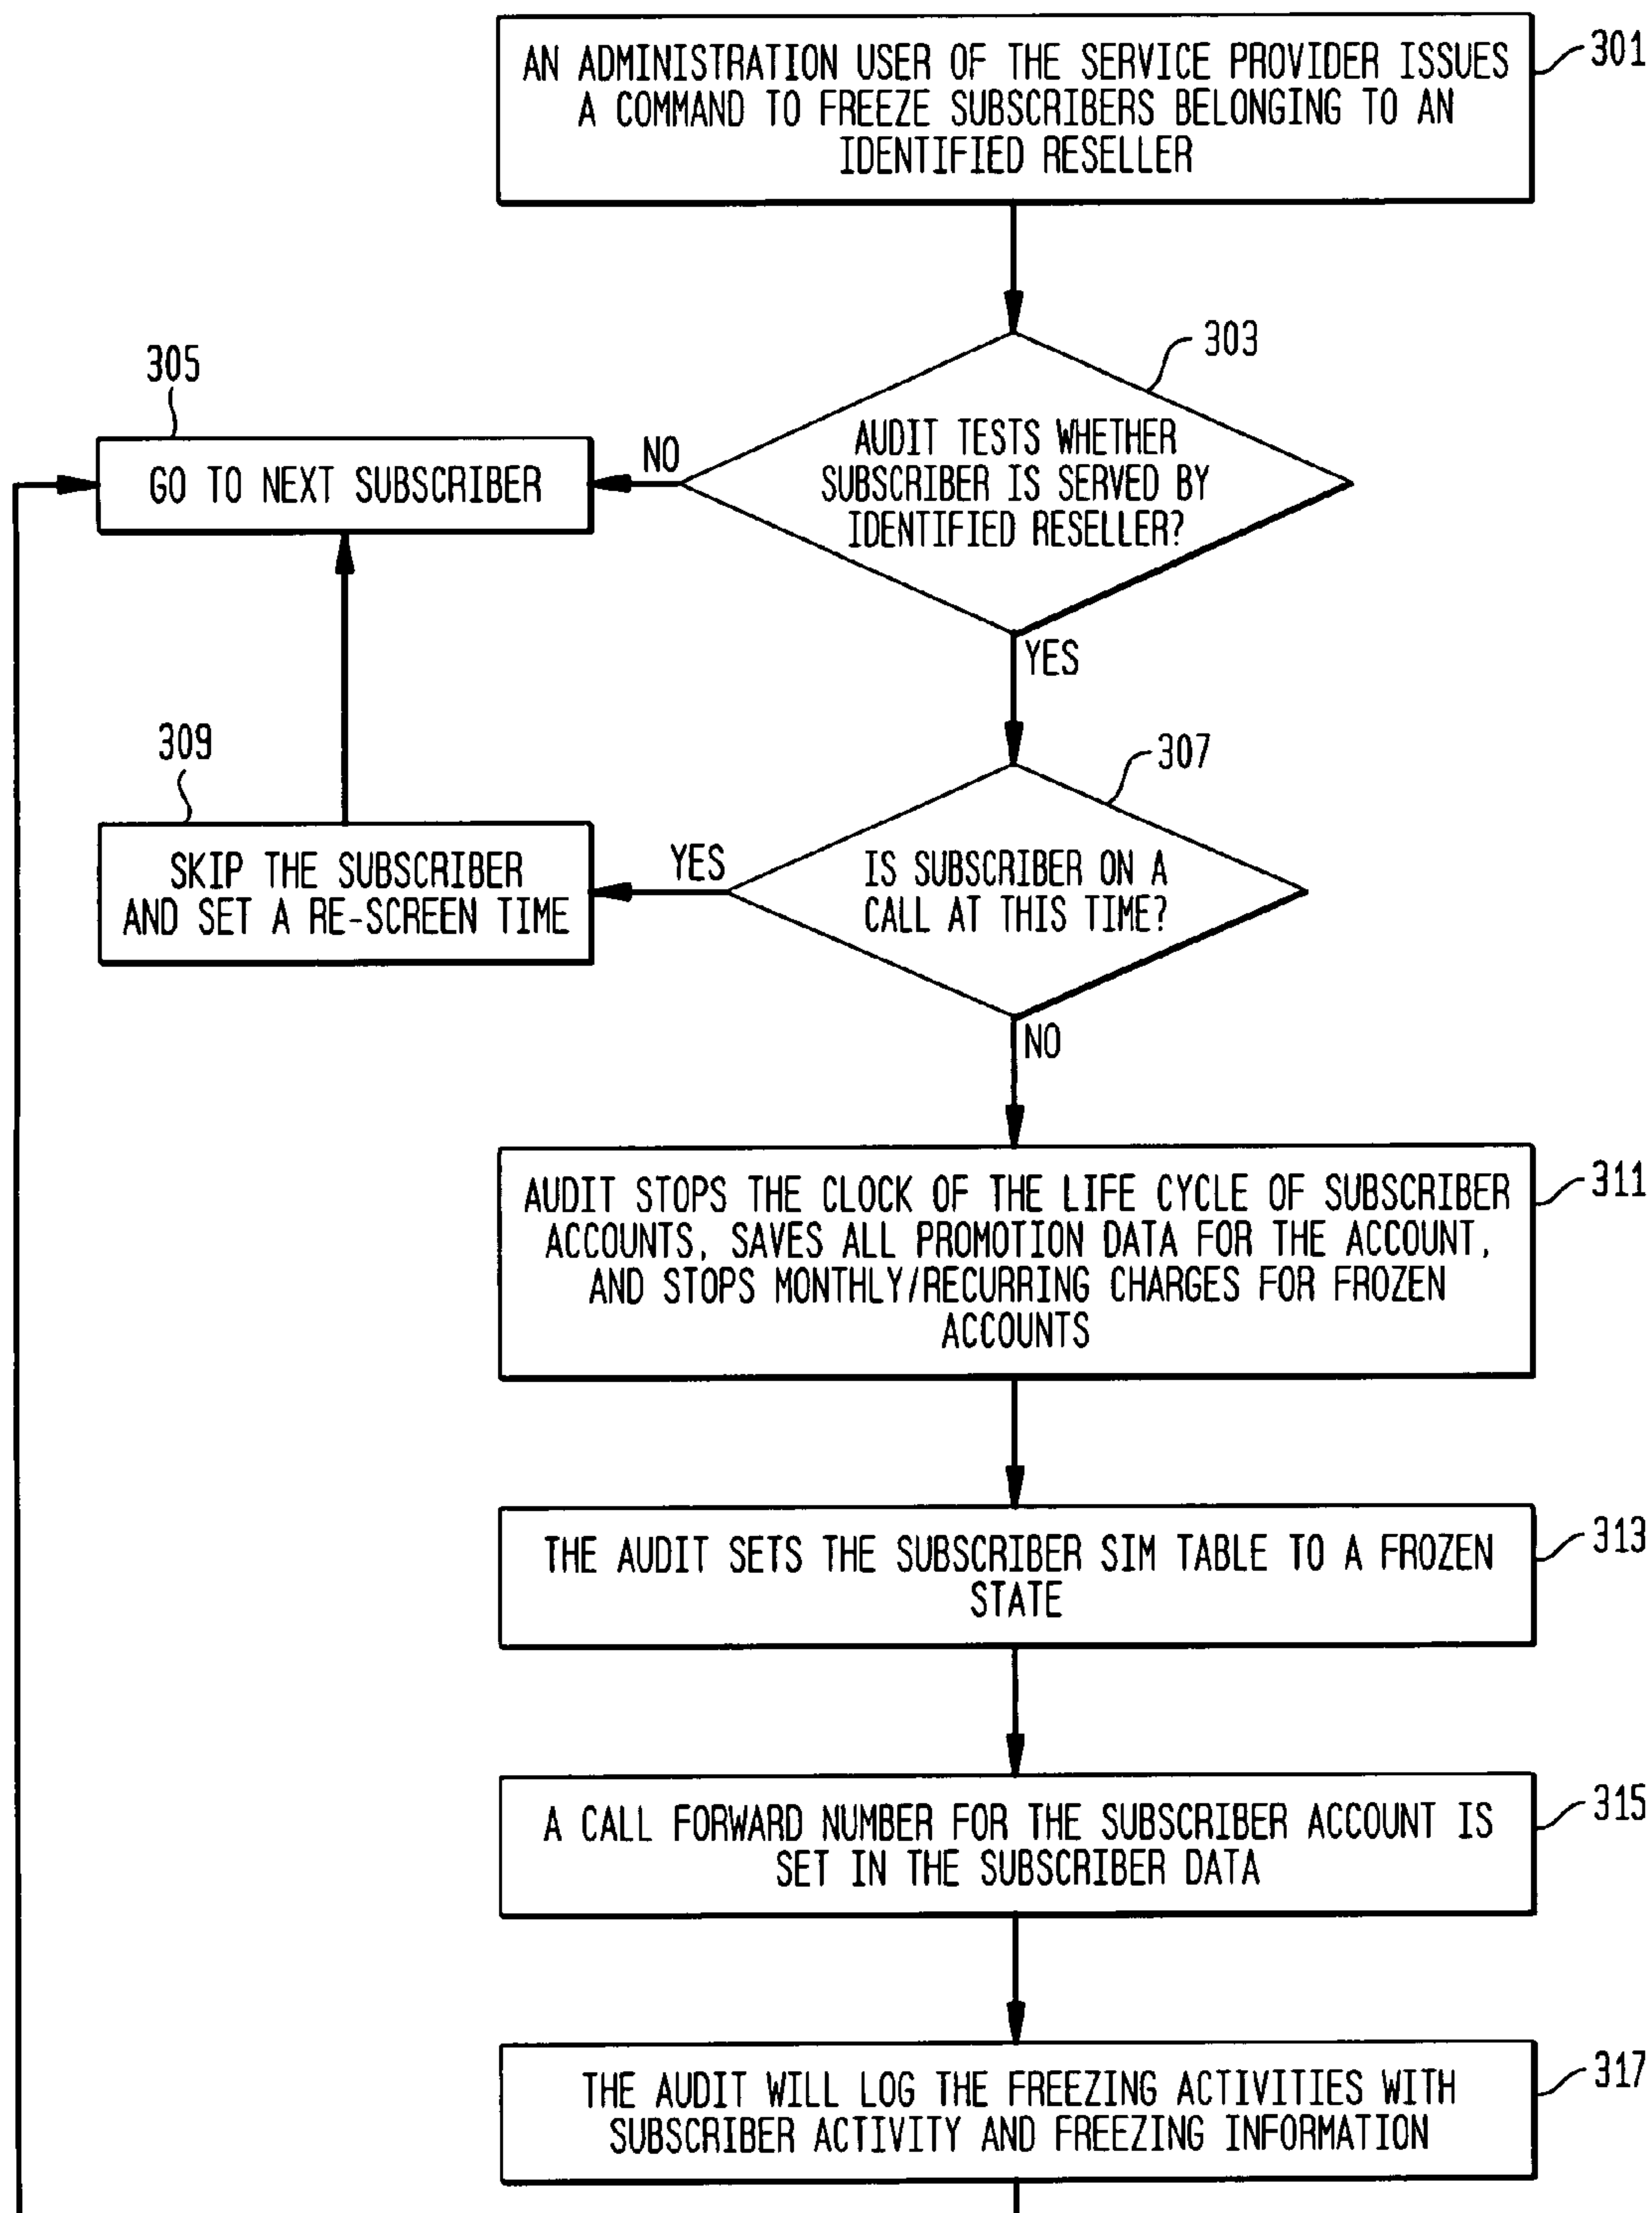 AN ADMINISTRATION USER OF THE SERVICE PROVIDER ISSUES
A COMMAND TO FREEZE SUBSCRIBERS BELONGING TO AN
IDENTIFIED RESELLER
301
303
AUDIT TESTS WHETHER
SUBSCRIBER IS SERVED BY
IDENTIFIED RESELLER?
NO
305
GO TO NEXT SUBSCRIBER
YES
307
IS SUBSCRIBER ON A
CALL AT THIS TIME?
YES
309
SKIP THE SUBSCRIBER
AND SET A RE-SCREEN TIME
NO
AUDIT STOPS THE CLOCK OF THE LIFE CYCLE OF SUBSCRIBER
ACCOUNTS, SAVES ALL PROMOTION DATA FOR THE ACCOUNT,
AND STOPS MONTHLY/RECURRING CHARGES FOR FROZEN
ACCOUNTS
311
THE AUDIT SETS THE SUBSCRIBER SIM TABLE TO A FROZEN
STATE
313
A CALL FORWARD NUMBER FOR THE SUBSCRIBER ACCOUNT IS
SET IN THE SUBSCRIBER DATA
315
THE AUDIT WILL LOG THE FREEZING ACTIVITIES WITH
SUBSCRIBER ACTIVITY AND FREEZING INFORMATION
317